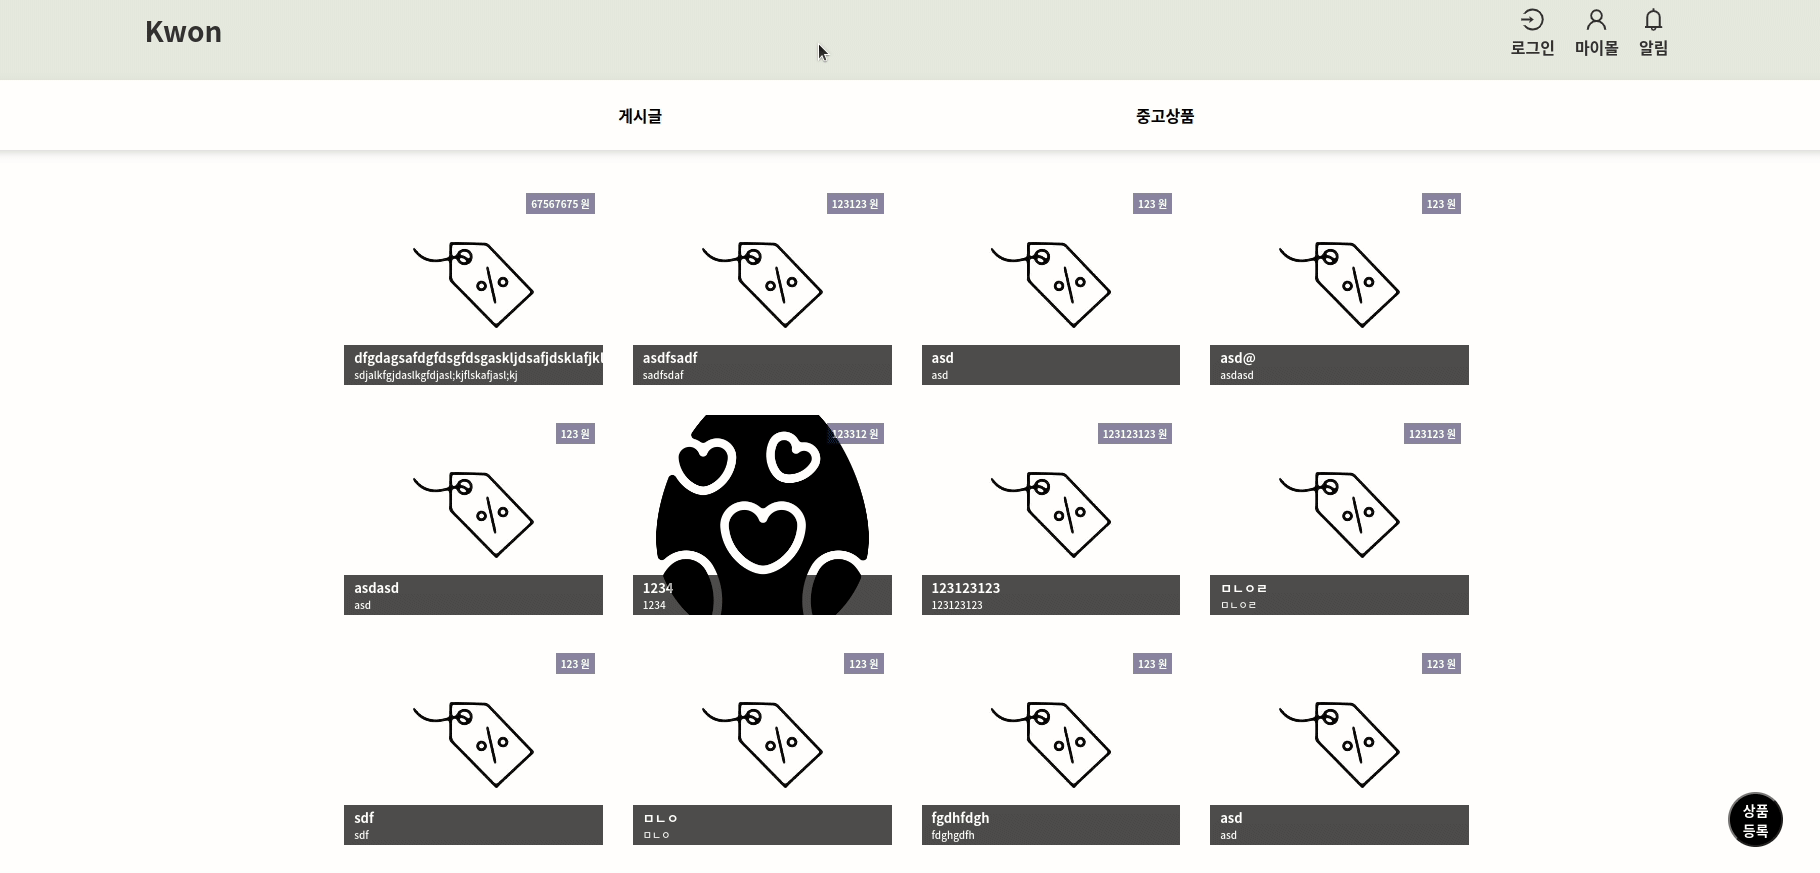 Kwon
로그인
마이몰
알림
게시글
중고상품
67567675 원
dfgdagsafdgfdsgfdsgaskljdsafjdsklafjkl
sdjalkfgjdaslkgfdjasl;kjflskafjasl;kj
123123 원
asdfsadf
sadfsdaf
123 원
asd
asd
123 원
asd@
asdasd
123 원
asdasd
asd
123312 원
1234
1234
123123123 원
123123123
123123123
123123 원
ㅁㄴㅇㄹ
ㅁㄴㅇㄹ
123 원
sdf
sdf
123 원
ㅁㄴㅇ
ㅁㄴㅇ
123 원
fgdhfdgh
fdghgdfh
123 원
asd
asd
상품
등록